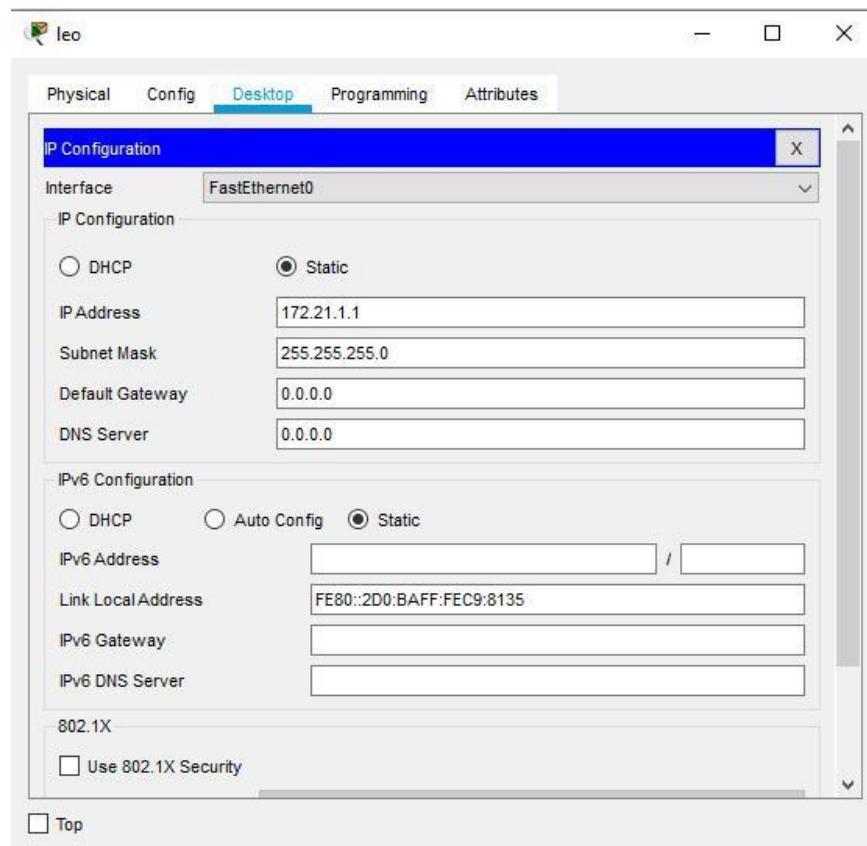 leo
Physical Config Desktop Programming Attributes
IP Configuration X
Interface FastEthernet0
IP Configuration
DHCP Static
IP Address 172.21.1.1
Subnet Mask 255.255.255.0
Default Gateway 0.0.0.0
DNS Server 0.0.0.0
IPv6 Configuration
DHCP Auto Config Static
IPv6 Address /
Link Local Address FE80::2D0:BAFF:FEC9:8135
IPv6 Gateway
IPv6 DNS Server
802.1X
Use 802.1X Security
Top